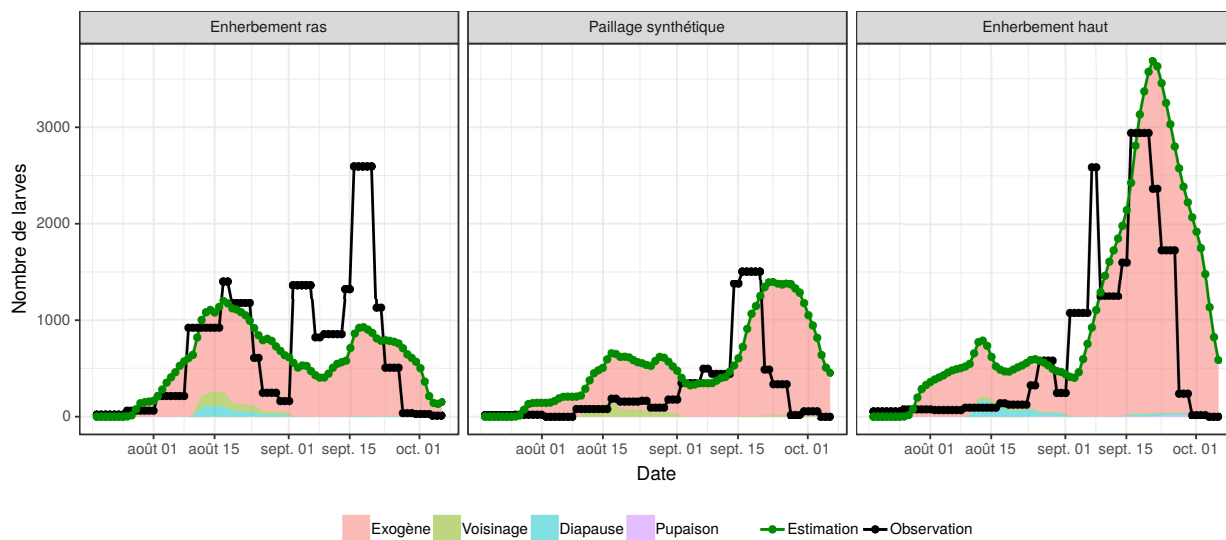 Enherbement ras
Paillage synthétique
Enherbement haut
Nombre de larves
3000
2000
1000
0
août 01 août 15 sept. 01 sept. 15 oct. 01
août 01 août 15 sept. 01 sept. 15 oct. 01
août 01 août 15 sept. 01 sept. 15 oct. 01
Date
Exogène Voisinage Diapause Pupaison Estimation Observation